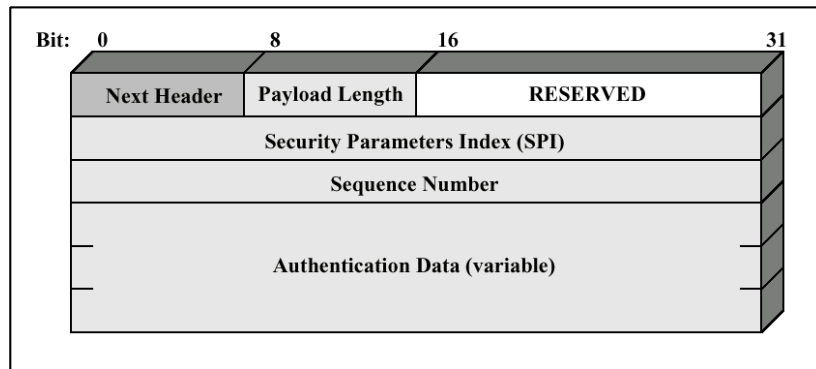 Bit: 0 8 16 31
Next Header Payload Length RESERVED
Security Parameters Index (SPI)
Sequence Number
Authentication Data (variable)